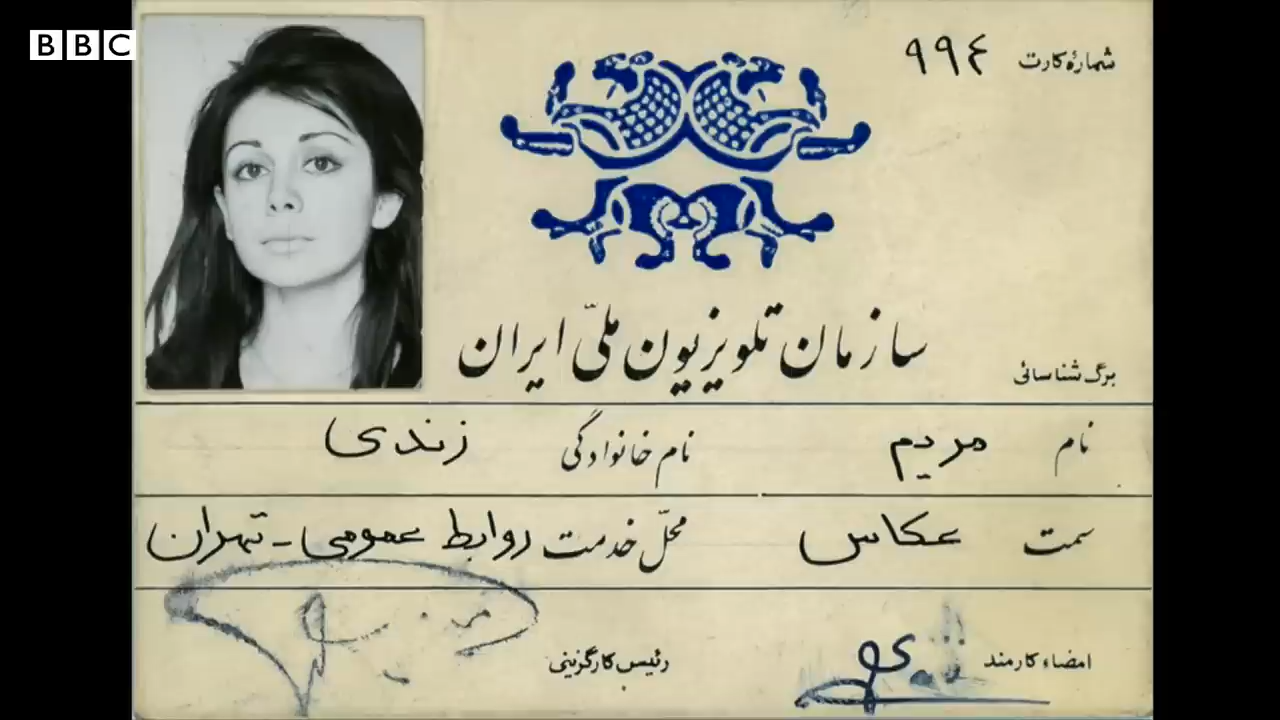 BBC
شمارهٔ کارت ۹۹٤
سازمان تلویزیون ملّی ایران
برگ شناسائی
نام مریم نام خانوادگی زندی
سمت عکاس محلّ خدمت روابط عمومی - تهران
امضاء کارمند رئیس کارگزینی